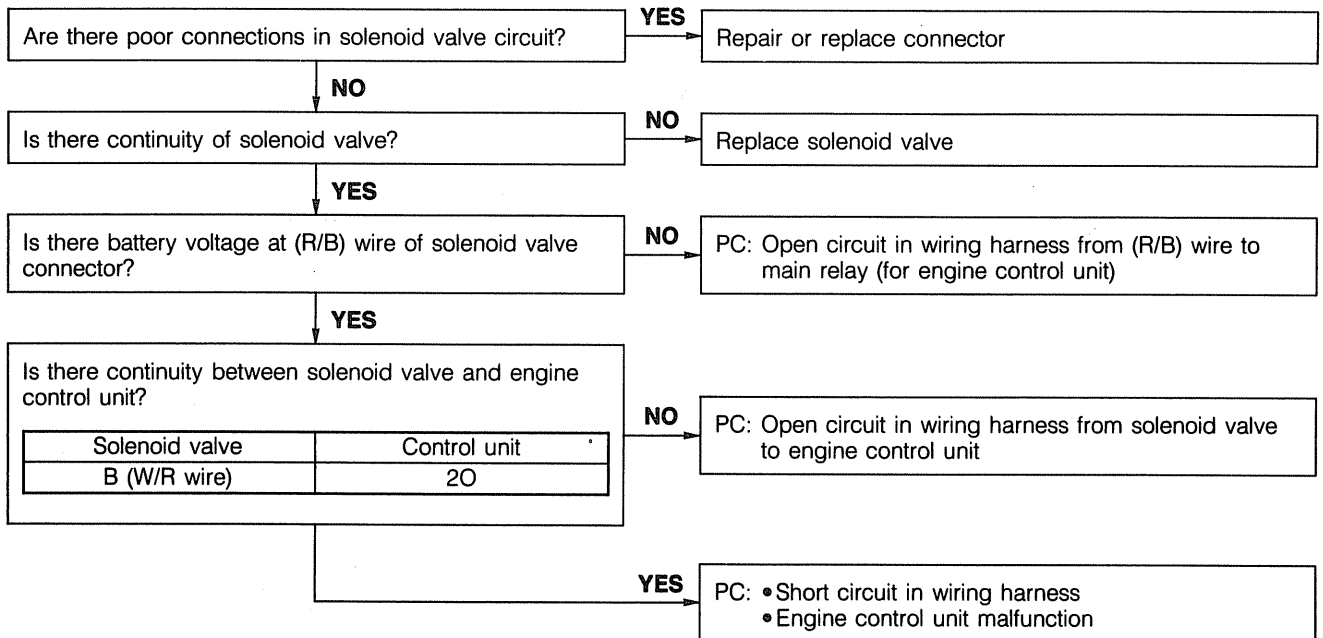 Are there poor connections in solenoid valve circuit?
YES
Repair or replace connector
NO
Is there continuity of solenoid valve?
NO
Replace solenoid valve
YES
Is there battery voltage at (R/B) wire of solenoid valve
connector?
NO
PC: Open circuit in wiring harness from (R/B) wire to
main relay (for engine control unit)
YES
Is there continuity between solenoid valve and engine
control unit?
Solenoid valve Control unit
B (W/R wire) 2O
NO
PC: Open circuit in wiring harness from solenoid valve
to engine control unit
YES
PC: • Short circuit in wiring harness
• Engine control unit malfunction